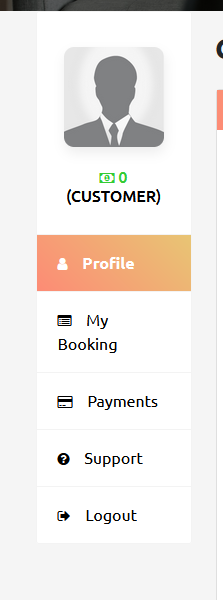 0
(CUSTOMER)
Profile
My
Booking
Payments
Support
Logout